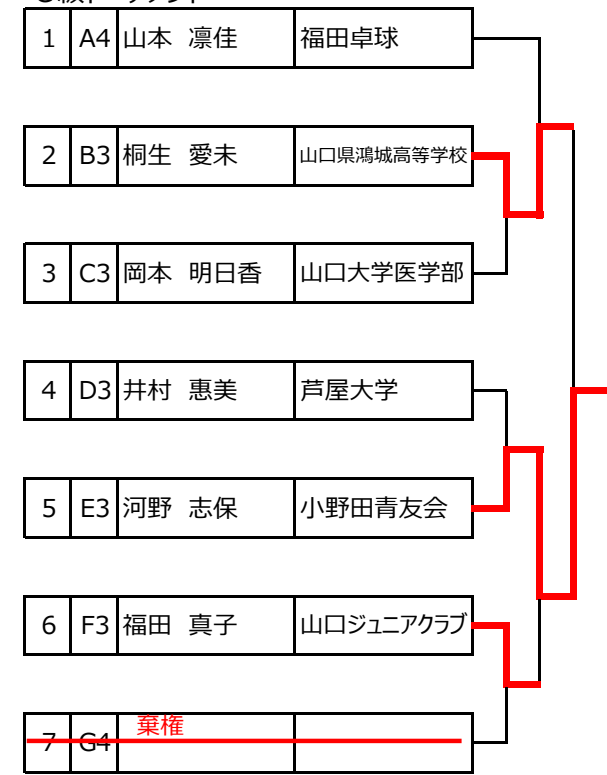 1 A4 山本 凛佳 福田卓球
2 B3 桐生 愛未 山口県鴻城高等学校
3 C3 岡本 明日香 山口大学医学部
4 D3 井村 惠美 芦屋大学
5 E3 河野 志保 小野田青友会
6 F3 福田 真子 山口ジュニアクラブ
棄権
7 G4